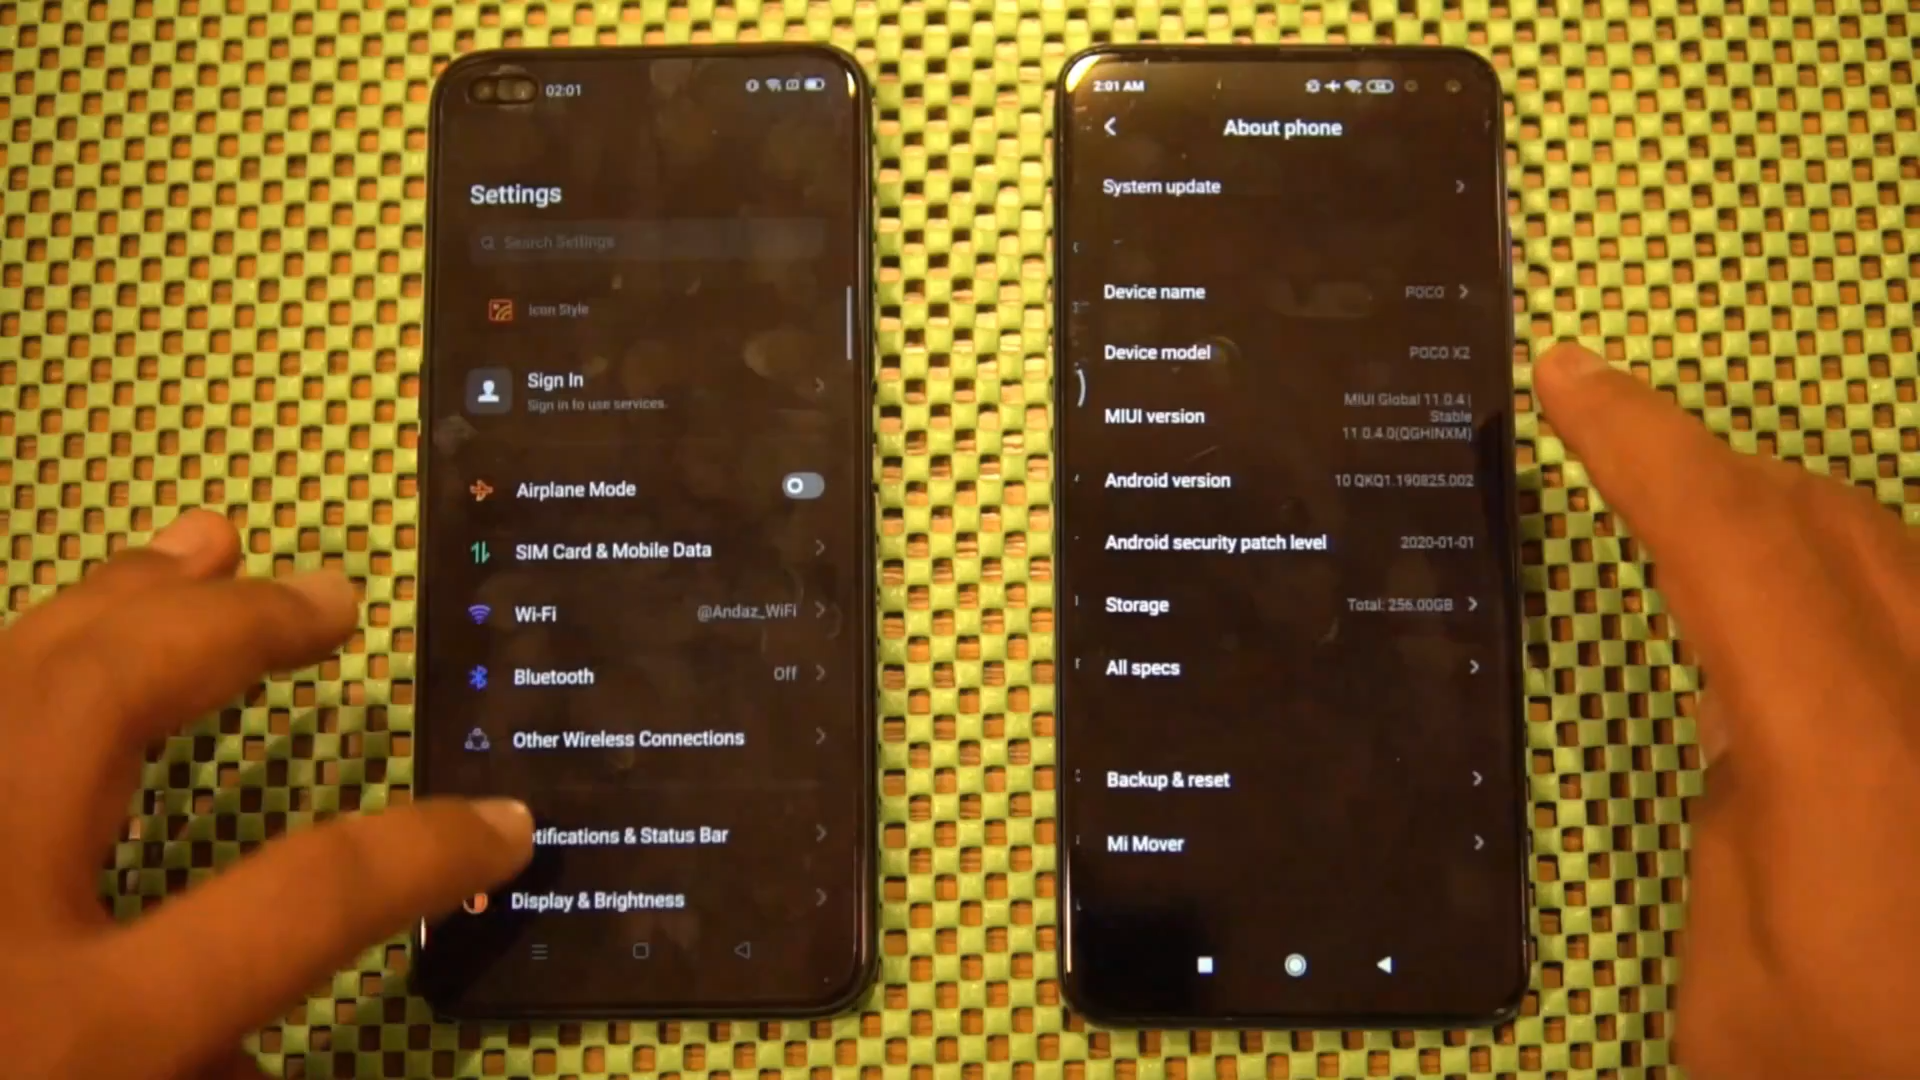 02:01
Settings
Search Settings
Icon Style
Sign In
Sign in to use services.
Airplane Mode
SIM Card & Mobile Data
Wi-Fi @Andaz_WiFi
Bluetooth Off
Other Wireless Connections
tifications & Status Bar
Display & Brightness
2:01 AM
About phone
System update
Device name POCO
Device model POCO X2
MIUI Global 11.0.4 |
MIUI version Stable
11.0.4.0(QGHINXM)
Android version 10 QKQ1.190825.002
Android security patch level 2020-01-01
Storage Total: 256.00GB
All specs
Backup & reset
Mi Mover